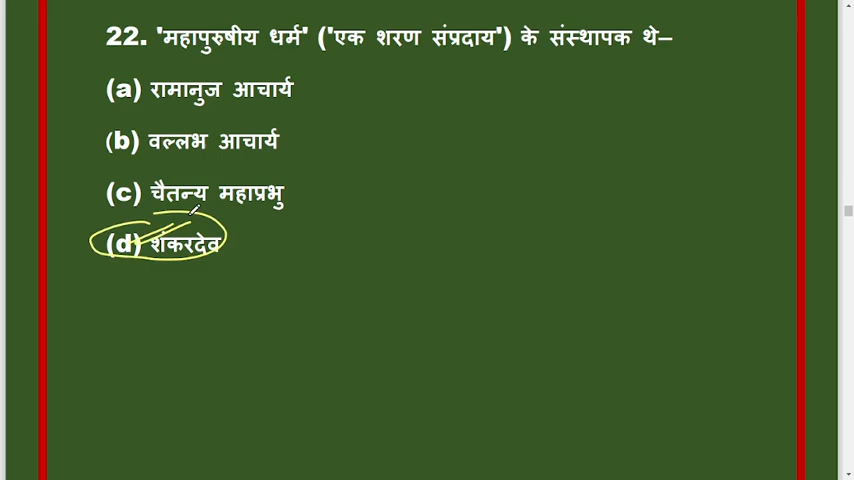 22. 'महापुरुषीय धर्म' ('एक शरण संप्रदाय') के संस्थापक थे–
(a) रामानुज आचार्य
(b) वल्लभ आचार्य
(c) चैतन्य महाप्रभु
(d) शंकरदेव